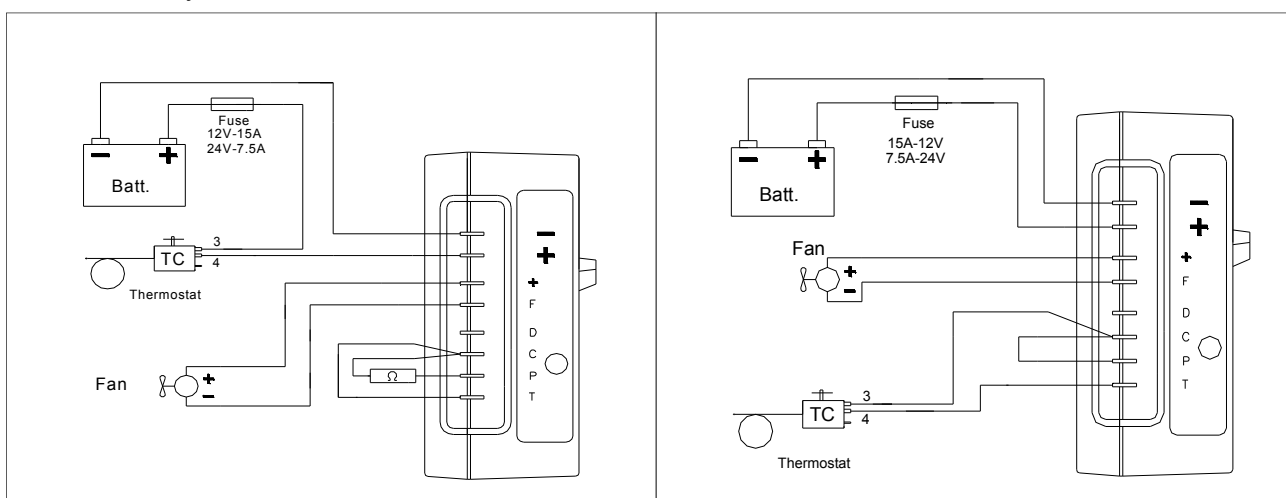 Fuse
12V-15A
24V-7.5A
− +
Batt.
3
TC
4
Thermostat
Fan
+
−
Ω
−
+
+
F
D
C
P
T
Fuse
15A-12V
7.5A-24V
− +
Batt.
Fan
+
−
3
TC
4
Thermostat
−
+
+
F
D
C
P
T